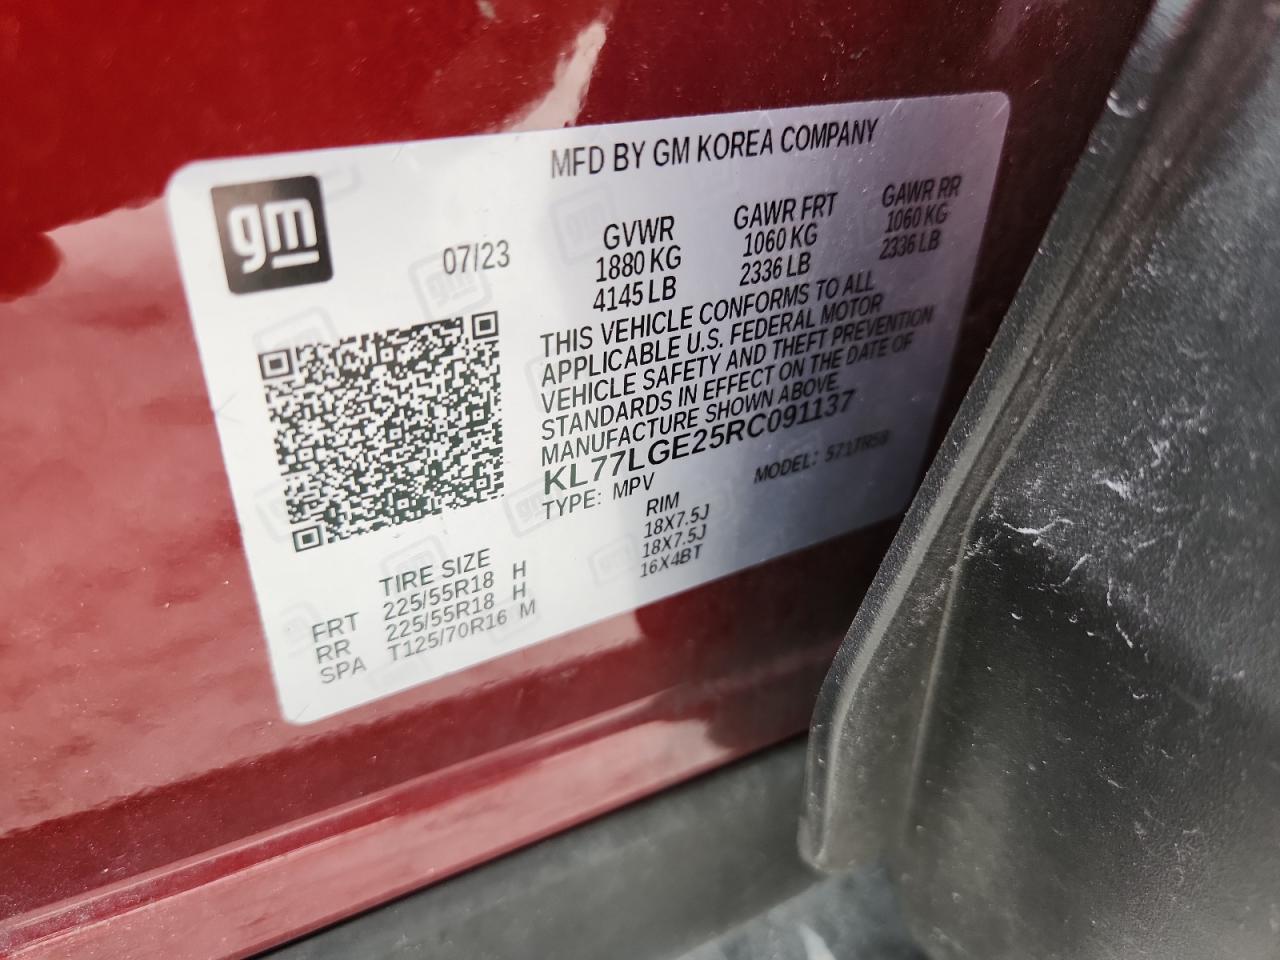 MFD BY GM KOREA COMPANY
gm
07/23
GVWR GAWR FRT GAWR RR
1880 KG 1060 KG 1060 KG
4145 LB 2336 LB 2336 LB
THIS VEHICLE CONFORMS TO ALL
APPLICABLE U.S. FEDERAL MOTOR
VEHICLE SAFETY AND THEFT PREVENTION
STANDARDS IN EFFECT ON THE DATE OF
MANUFACTURE SHOWN ABOVE
KL77LGE25RC091137
TYPE: MPV MODEL:
TIRE SIZE RIM
FRT 225/55R18 H 18X7.5J
RR 225/55R18 H 18X7.5J
SPA T125/70R16 M 16X4BT